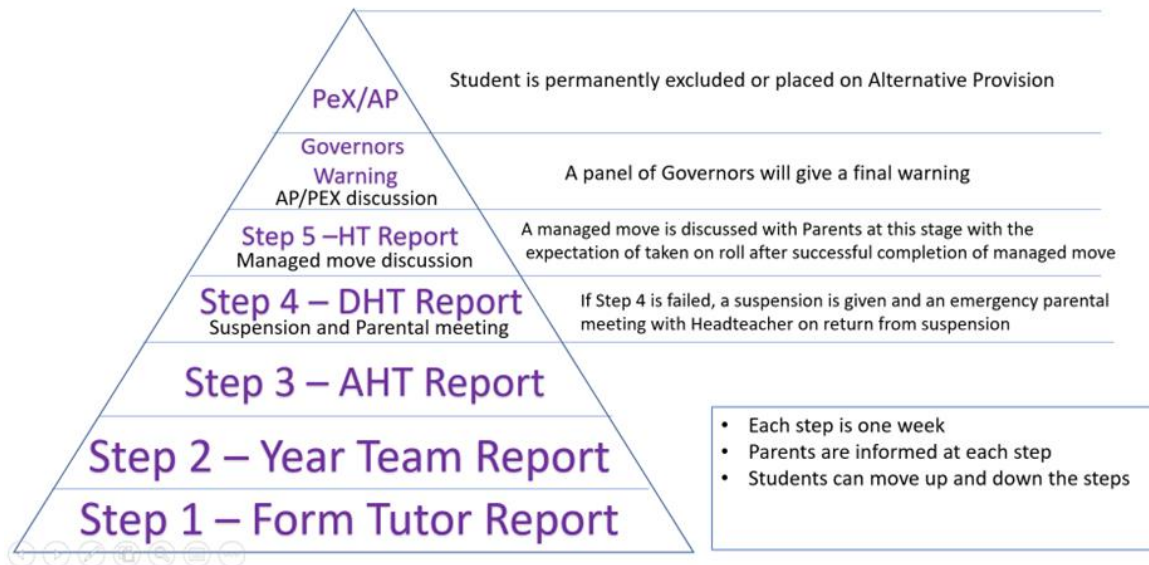 PeX/AP
Student is permanently excluded or placed on Alternative Provision
Governors
Warning
AP/PEX discussion
A panel of Governors will give a final warning
Step 5 –HT Report
Managed move discussion
A managed move is discussed with Parents at this stage with the
expectation of taken on roll after successful completion of managed move
Step 4 – DHT Report
Suspension and Parental meeting
If Step 4 is failed, a suspension is given and an emergency parental
meeting with Headteacher on return from suspension
Step 3 – AHT Report
Step 2 – Year Team Report
Step 1 – Form Tutor Report
• Each step is one week
• Parents are informed at each step
• Students can move up and down the steps